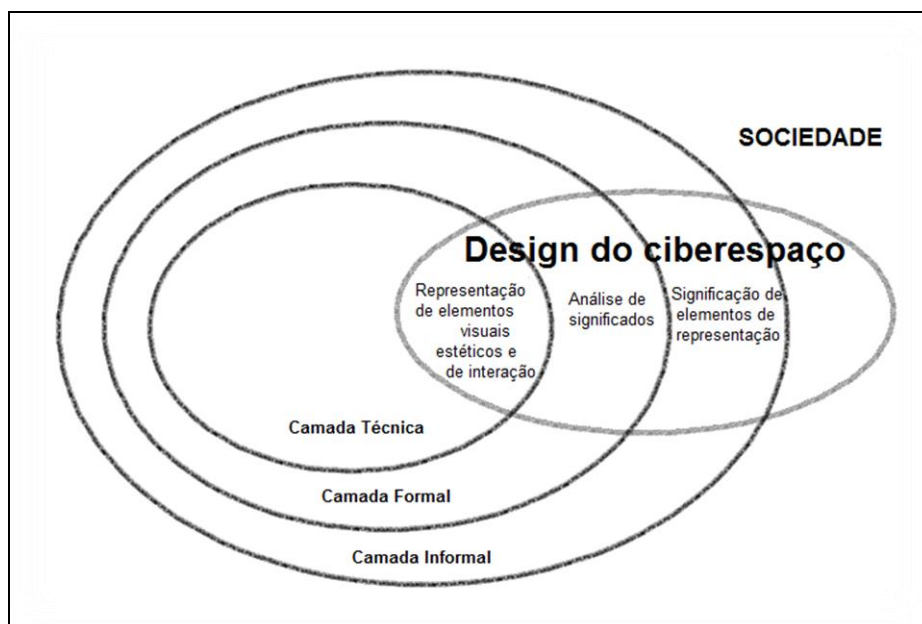 SOCIEDADE
Design do ciberespaço
Representação
de elementos
visuais
estéticos e
de interação
Análise de
significados
Significação de
elementos de
representação
Camada Técnica
Camada Formal
Camada Informal